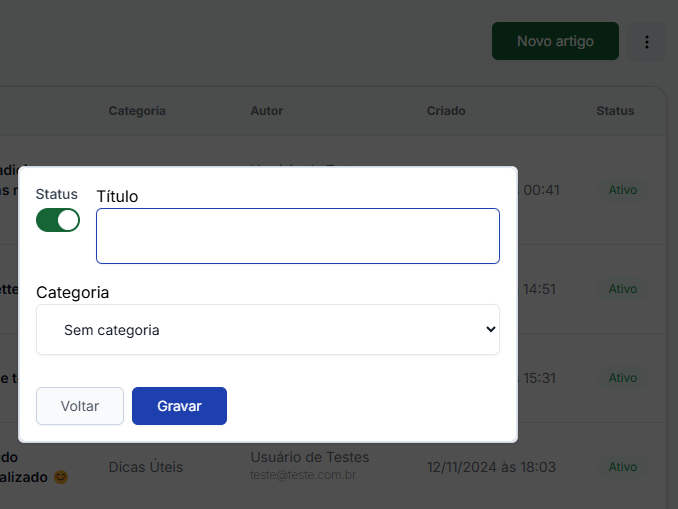 Novo artigo
Categoria Autor Criado Status
00:41 Ativo
Status Título
14:51 Ativo
Categoria
Sem categoria
15:31 Ativo
Voltar Gravar
do Usuário de Testes
alizado 😊 Dicas Úteis teste@teste.com.br 12/11/2024 às 18:03 Ativo